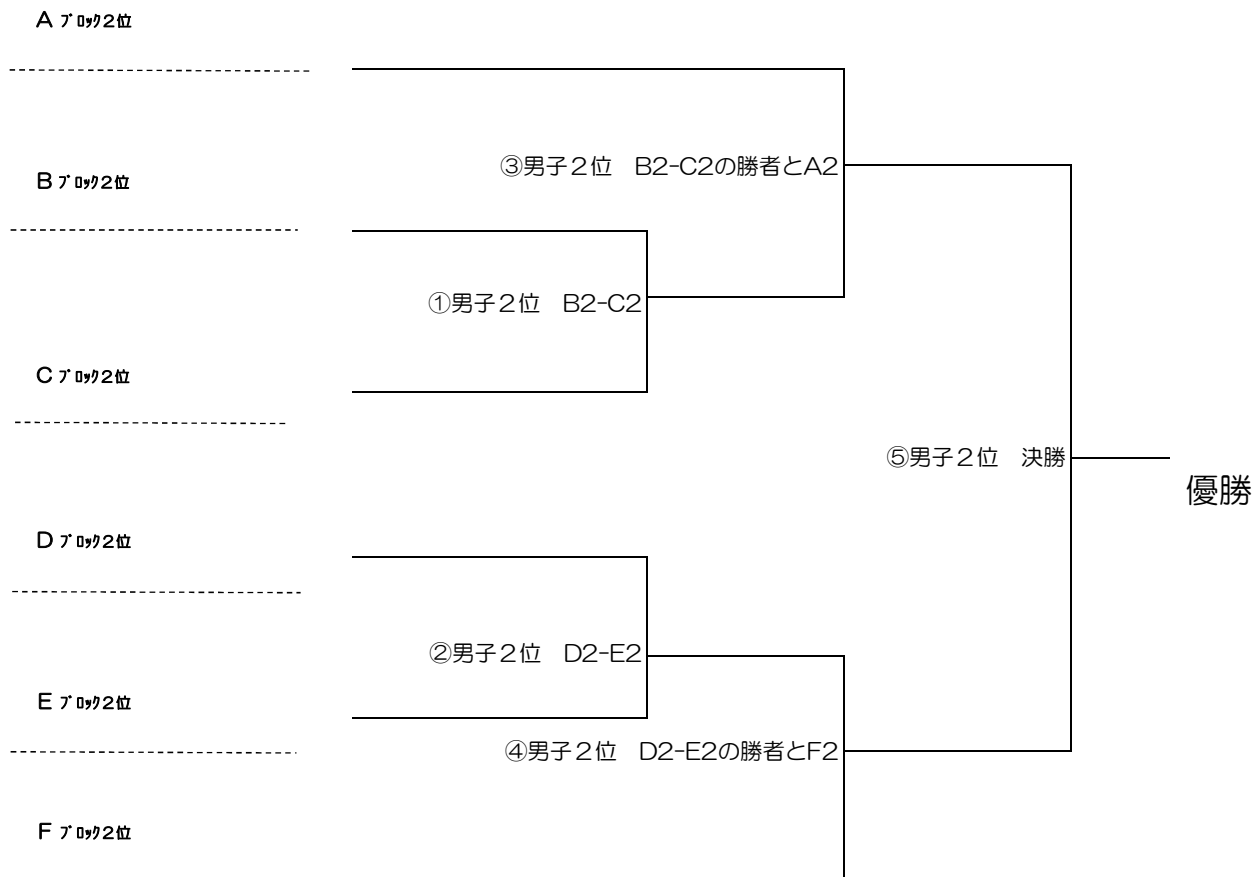 A ﾌﾞﾛｯｸ2位
③男子２位　B2-C2の勝者とA2
B ﾌﾞﾛｯｸ2位
①男子２位　B2-C2
C ﾌﾞﾛｯｸ2位
⑤男子２位　決勝
優勝
D ﾌﾞﾛｯｸ2位
②男子２位　D2-E2
E ﾌﾞﾛｯｸ2位
④男子２位　D2-E2の勝者とF2
F ﾌﾞﾛｯｸ2位